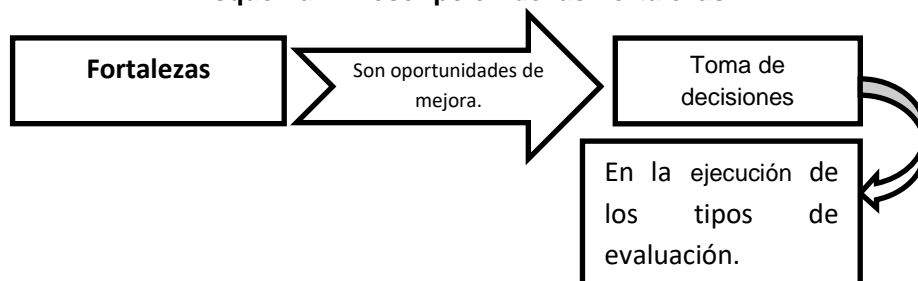 Fortalezas
Son oportunidades de
mejora.
Toma de
decisiones
En la ejecución de
los tipos de
evaluación.